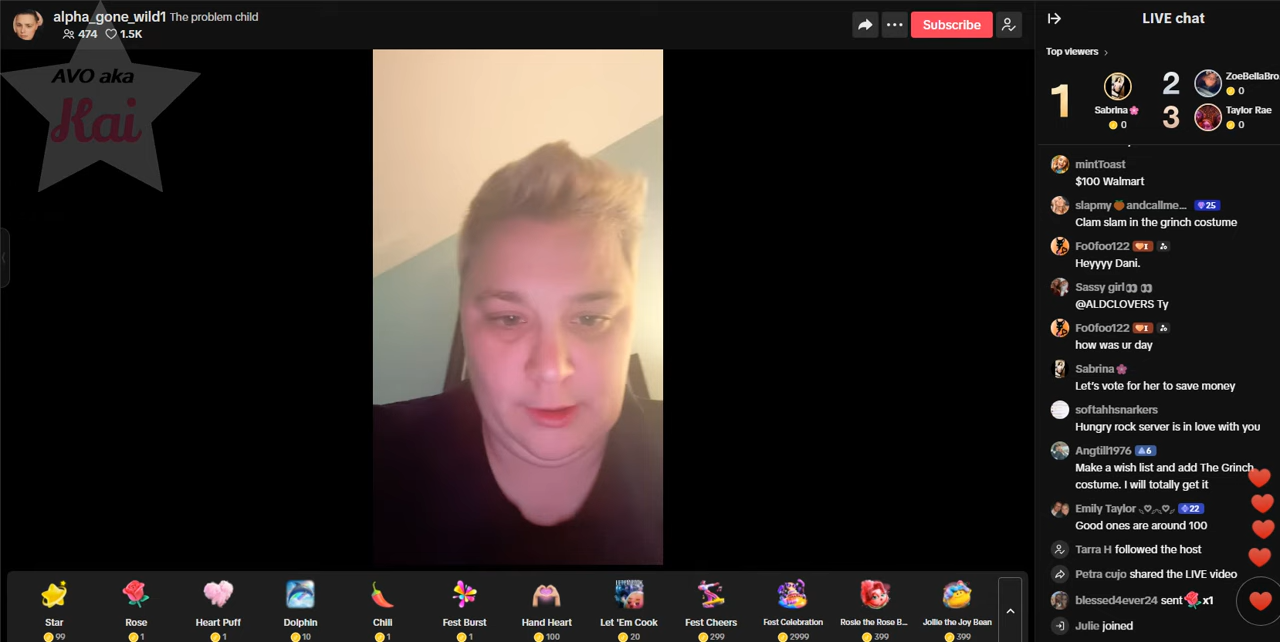 alpha_gone_wild1 The problem child
474 1.5K
AVO aka
Kai
Subscribe
LIVE chat
Top viewers
1
Sabrina🌸
0
2
ZoeBellaBro
0
3
Taylor Rae
0
mintToast
$100 Walmart
slapmy🍑andcallme... 25
Clam slam in the grinch costume
Fo0foo122 I
Heyyyy Dani.
Sassy girl👀 👀
@ALDCLOVERS Ty
Fo0foo122 I
how was ur day
Sabrina🌸
Let's vote for her to save money
softahhsnarkers
Hungry rock server is in love with you
Angtill1976 6
Make a wish list and add The Grinch
costume. I will totally get it
Emily Taylor 22
Good ones are around 100
Tarra H followed the host
Petra cujo shared the LIVE video
blessed4ever24 sent🌹x1
Julie joined
Star
99
Rose
1
Heart Puff
1
Dolphin
10
Chili
1
Fest Burst
1
Hand Heart
100
Let 'Em Cook
20
Fest Cheers
299
Fest Celebration
2999
Rosie the Rose B...
399
Jollie the Joy Bean
399